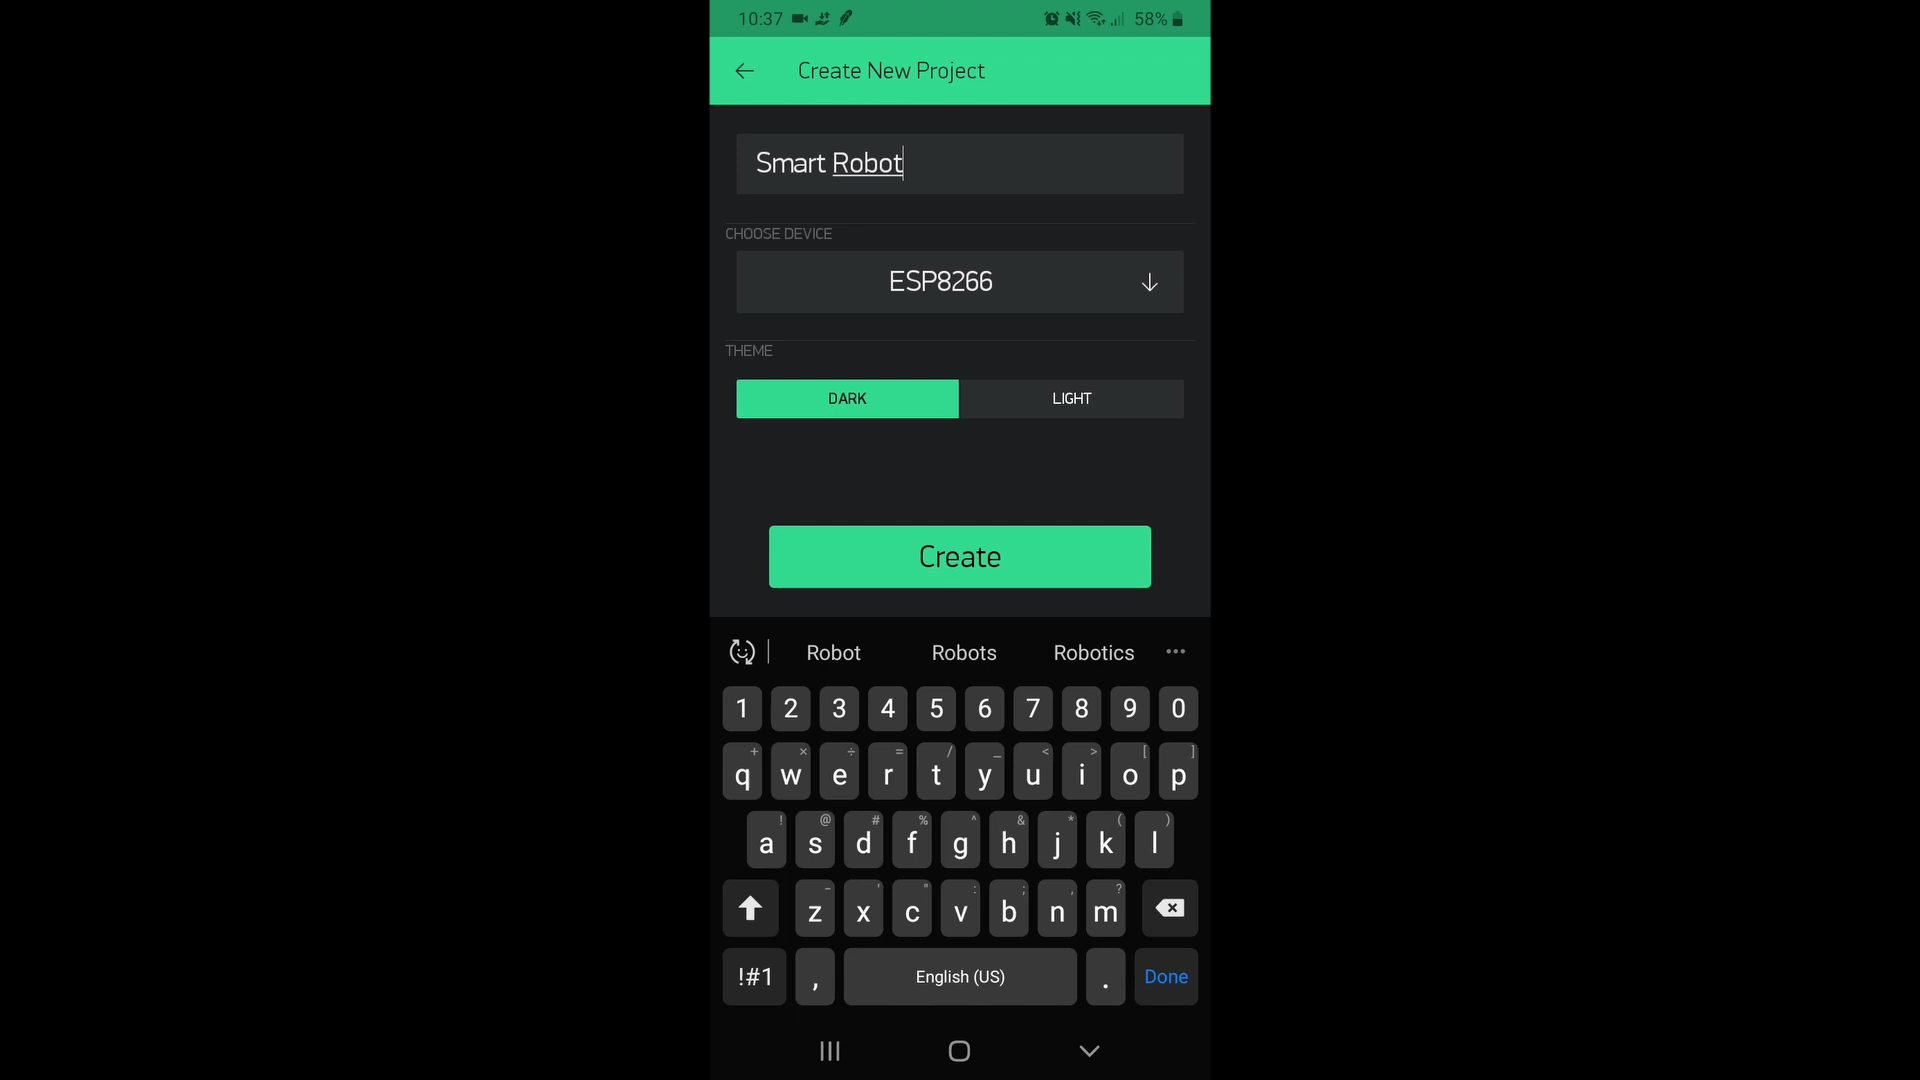 10:37 58%
Create New Project
Smart Robot
CHOOSE DEVICE
ESP8266
THEME
DARK LIGHT
Create
Robot Robots Robotics ...
1 2 3 4 5 6 7 8 9 0
+ × ÷ = / _ < > [ ]
q w e r t y u i o p
! @ # % ^ & * ( )
a s d f g h j k l
- ' " : ; , ?
z x c v b n m
!#1 , English (US) . Done